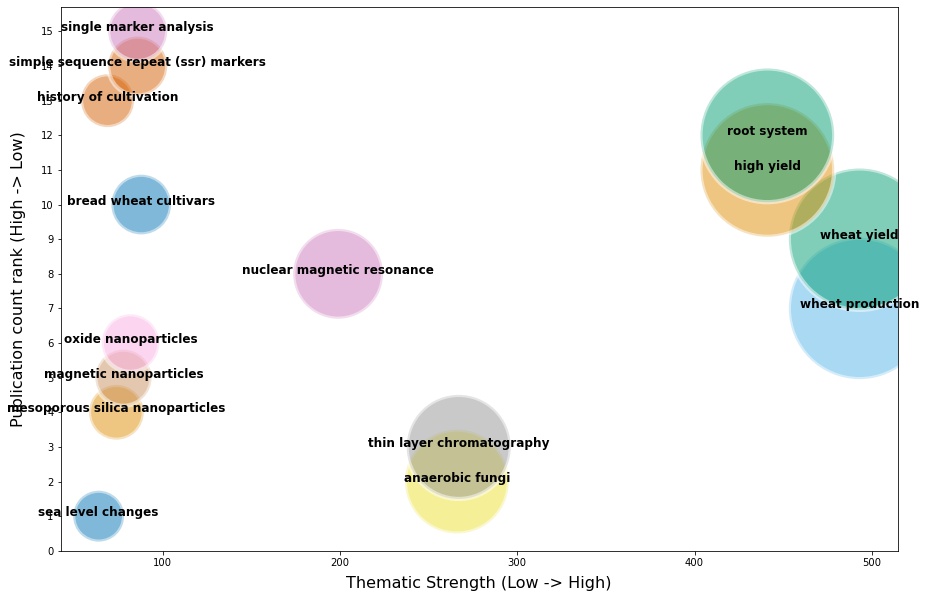 15
single marker analysis
14
simple sequence repeat (ssr) markers
13
history of cultivation
12
root system
11
high yield
10
bread wheat cultivars
9
wheat yield
8
nuclear magnetic resonance
7
wheat production
6
oxide nanoparticles
5
magnetic nanoparticles
4
mesoporous silica nanoparticles
3
thin layer chromatography
2
anaerobic fungi
1
sea level changes
0
Publication count rank (High -> Low)
100 200 300 400 500
Thematic Strength (Low -> High)